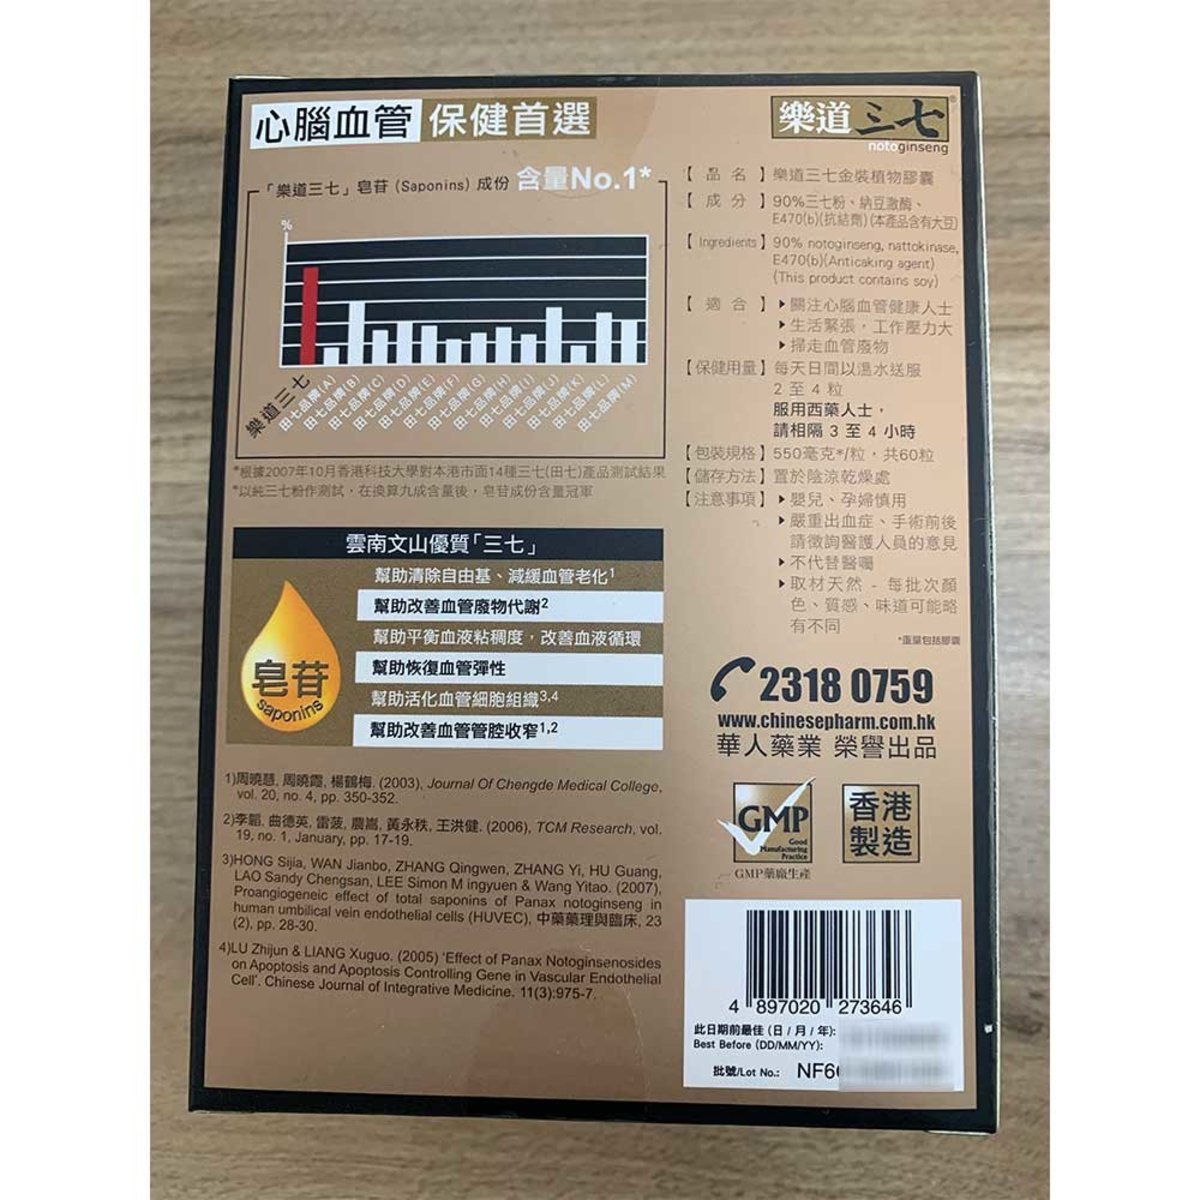 心腦血管 保健首選
「樂道三七」皂苷 (Saponins) 成份 含量No.1*
%
樂道三七
田七品牌(A)
田七品牌(B)
田七品牌(C)
田七品牌(D)
田七品牌(E)
田七品牌(F)
田七品牌(G)
田七品牌(H)
田七品牌(I)
田七品牌(J)
田七品牌(K)
田七品牌(L)
田七品牌(M)
*根據2007年10月香港科技大學對本港市面14種三七(田七)產品測試結果
*以純三七粉作測試，在換算九成含量後，皂苷成份含量冠軍
雲南文山優質「三七」
皂苷
saponins
幫助清除自由基、減緩血管老化1
幫助改善血管廢物代謝2
幫助平衡血液粘稠度，改善血液循環
幫助恢復血管彈性
幫助活化血管細胞組織3,4
幫助改善血管管腔收窄1,2
1)周曉慧, 周曉霞, 楊鶴梅. (2003), Journal Of Chengde Medical College,
vol. 20, no. 4, pp. 350-352.
2)李韜, 曲德英, 雷菠, 農嵩, 黃永秩, 王洪健. (2006), TCM Research, vol.
19, no. 1, January, pp. 17-19.
3)HONG Sijia, WAN Jianbo, ZHANG Qingwen, ZHANG Yi, HU Guang,
LAO Sandy Chengsan, LEE Simon M ingyuen & Wang Yitao. (2007),
Proangiogeneic effect of total saponins of Panax notoginseng in
human umbilical vein endothelial cells (HUVEC), 中藥藥理與臨床, 23
(2), pp. 28-30.
4)LU Zhijun & LIANG Xuguo. (2005) 'Effect of Panax Notoginsenosides
on Apoptosis and Apoptosis Controlling Gene in Vascular Endothelial
Cell'. Chinese Journal of Integrative Medicine. 11(3):975-7.
樂道三七®
notoginseng
【品名】樂道三七金裝植物膠囊
【成分】90%三七粉、納豆激酶、
E470(b)(抗結劑)(本產品含有大豆)
【Ingredients】90% notoginseng, nattokinase,
E470(b)(Anticaking agent)
(This product contains soy)
【適合】▶關注心腦血管健康人士
▶生活緊張，工作壓力大
▶掃走血管廢物
【保健用量】每天日間以溫水送服
2 至 4 粒
服用西藥人士，
請相隔 3 至 4 小時
【包裝規格】550毫克*/粒，共60粒
【儲存方法】置於陰涼乾燥處
【注意事項】▶嬰兒、孕婦慎用
▶嚴重出血症、手術前後
請徵詢醫護人員的意見
▶不代替醫囑
▶取材天然 - 每批次顏
色、質感、味道可能略
有不同
*重量包括膠囊
2318 0759
www.chinesepharm.com.hk
華人藥業 榮譽出品
GMP
Good
Manufacturing
Practice
GMP藥廠生產
香港
製造
4 897020 273646
此日期前最佳 (日 / 月 / 年):
Best Before (DD/MM/YY):
批號/Lot No.: NF6